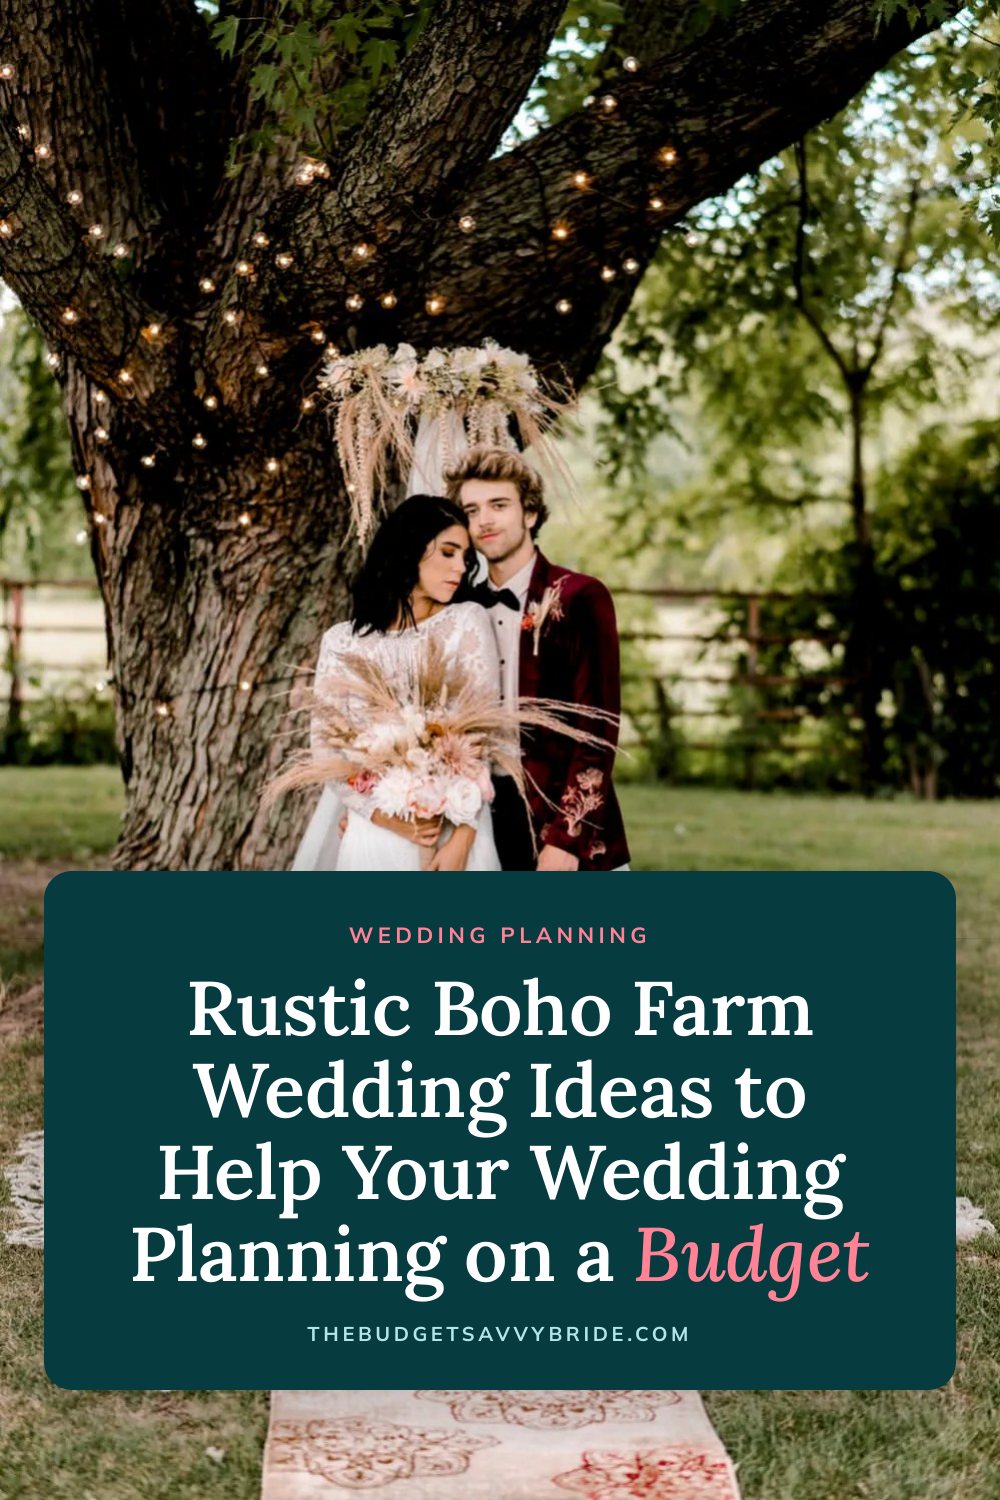 WEDDING PLANNING
Rustic Boho Farm
Wedding Ideas to
Help Your Wedding
Planning on a Budget
THEBUDGETSAVVYBRIDE.COM